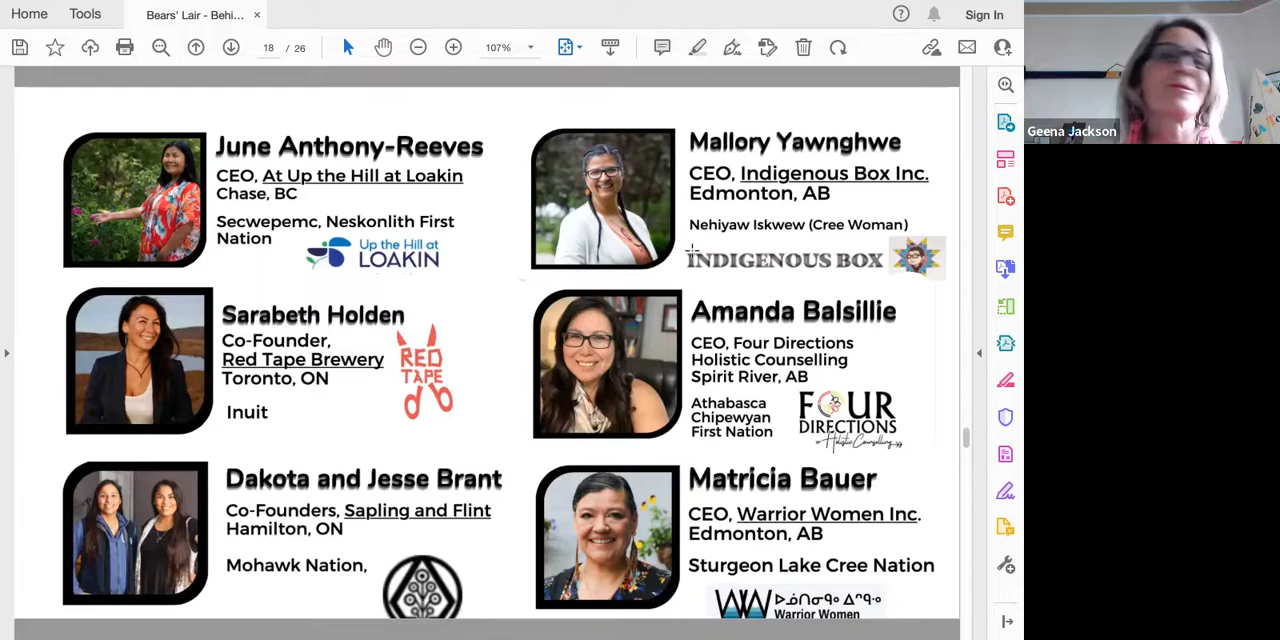 Home
Tools
Bears' Lair - Behi...
×
Sign In
18 / 26
107%
Geena Jackson
June Anthony-Reeves
CEO, At Up the Hill at Loakin
Chase, BC
Secwepemc, Neskonlith First
Nation
Up the Hill at
LOAKIN
Mallory Yawnghwe
CEO, Indigenous Box Inc.
Edmonton, AB
Nehiyaw Iskwew (Cree Woman)
INDIGENOUS BOX
Sarabeth Holden
Co-Founder,
Red Tape Brewery
Toronto, ON
Inuit
RED
TAPE
Amanda Balsillie
CEO, Four Directions
Holistic Counselling
Spirit River, AB
Athabasca
Chipewyan
First Nation
FOUR
DIRECTIONS
Holistic Counselling
Dakota and Jesse Brant
Co-Founders, Sapling and Flint
Hamilton, ON
Mohawk Nation,
Matricia Bauer
CEO, Warrior Women Inc.
Edmonton, AB
Sturgeon Lake Cree Nation
WW
Warrior Women